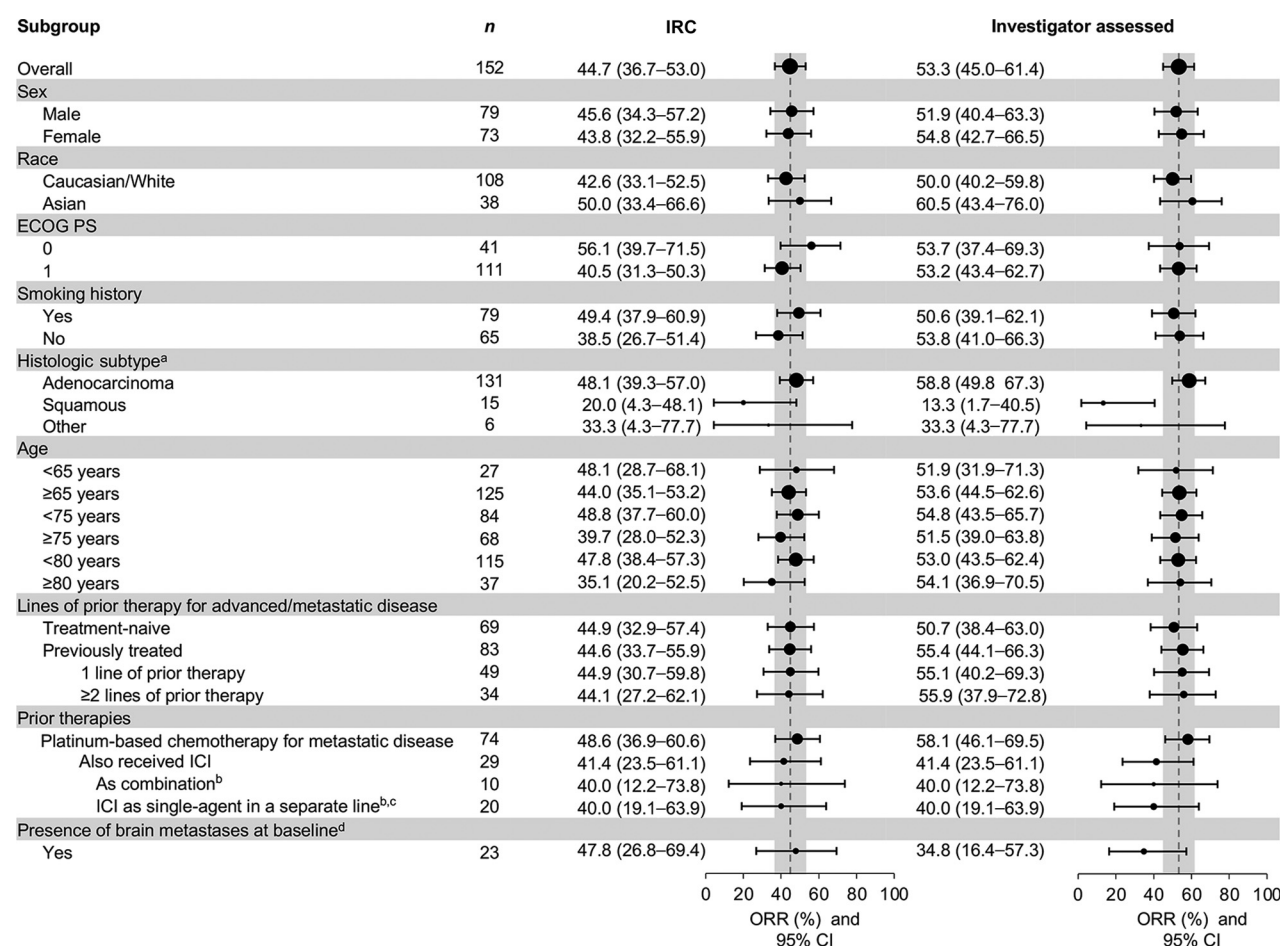 Subgroup n IRC Investigator assessed
Overall 152 44.7 (36.7–53.0) 53.3 (45.0–61.4)
Sex
Male 79 45.6 (34.3–57.2) 51.9 (40.4–63.3)
Female 73 43.8 (32.2–55.9) 54.8 (42.7–66.5)
Race
Caucasian/White 108 42.6 (33.1–52.5) 50.0 (40.2–59.8)
Asian 38 50.0 (33.4–66.6) 60.5 (43.4–76.0)
ECOG PS
0 41 56.1 (39.7–71.5) 53.7 (37.4–69.3)
1 111 40.5 (31.3–50.3) 53.2 (43.4–62.7)
Smoking history
Yes 79 49.4 (37.9–60.9) 50.6 (39.1–62.1)
No 65 38.5 (26.7–51.4) 53.8 (41.0–66.3)
Histologic subtypeᵃ
Adenocarcinoma 131 48.1 (39.3–57.0) 58.8 (49.8 67.3)
Squamous 15 20.0 (4.3–48.1) 13.3 (1.7–40.5)
Other 6 33.3 (4.3–77.7) 33.3 (4.3–77.7)
Age
<65 years 27 48.1 (28.7–68.1) 51.9 (31.9–71.3)
≥65 years 125 44.0 (35.1–53.2) 53.6 (44.5–62.6)
<75 years 84 48.8 (37.7–60.0) 54.8 (43.5–65.7)
≥75 years 68 39.7 (28.0–52.3) 51.5 (39.0–63.8)
<80 years 115 47.8 (38.4–57.3) 53.0 (43.5–62.4)
≥80 years 37 35.1 (20.2–52.5) 54.1 (36.9–70.5)
Lines of prior therapy for advanced/metastatic disease
Treatment-naive 69 44.9 (32.9–57.4) 50.7 (38.4–63.0)
Previously treated 83 44.6 (33.7–55.9) 55.4 (44.1–66.3)
1 line of prior therapy 49 44.9 (30.7–59.8) 55.1 (40.2–69.3)
≥2 lines of prior therapy 34 44.1 (27.2–62.1) 55.9 (37.9–72.8)
Prior therapies
Platinum-based chemotherapy for metastatic disease 74 48.6 (36.9–60.6) 58.1 (46.1–69.5)
Also received ICI 29 41.4 (23.5–61.1) 41.4 (23.5–61.1)
As combinationᵇ 10 40.0 (12.2–73.8) 40.0 (12.2–73.8)
ICI as single-agent in a separate lineᵇ,ᶜ 20 40.0 (19.1–63.9) 40.0 (19.1–63.9)
Presence of brain metastases at baselineᵈ
Yes 23 47.8 (26.8–69.4) 34.8 (16.4–57.3)
0 20 40 60 80 100 0 20 40 60 80 100
ORR (%) and ORR (%) and
95% CI 95% CI